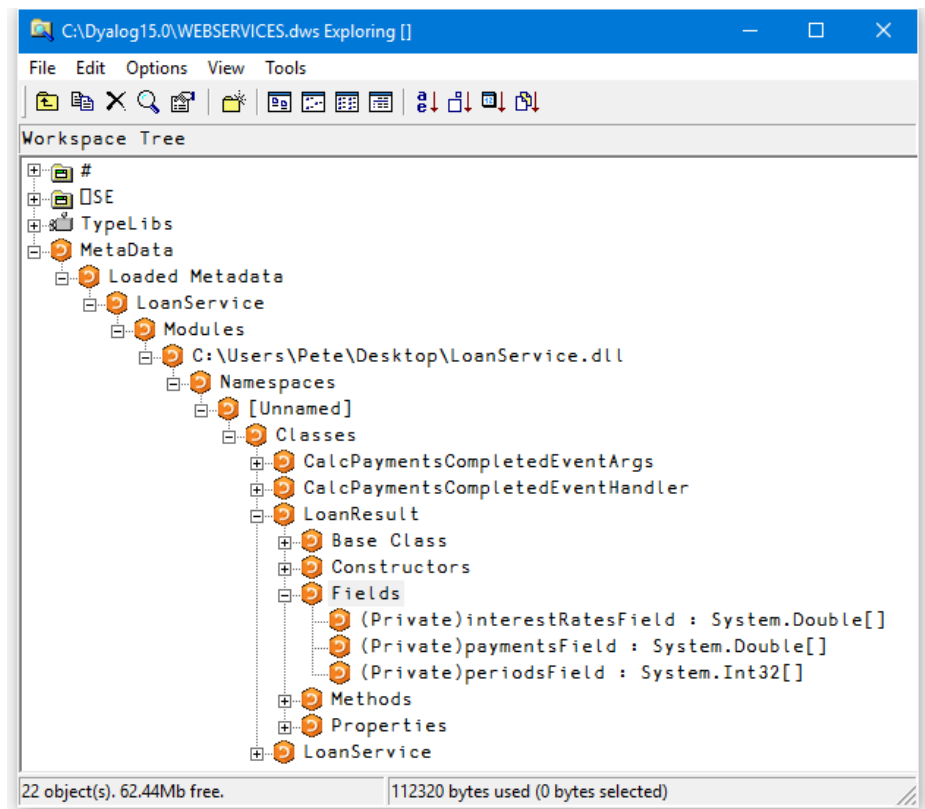 C:\Dyalog15.0\WEBSERVICES.dws Exploring []
File Edit Options View Tools
Workspace Tree
#
⎕SE
TypeLibs
MetaData
Loaded Metadata
LoanService
Modules
C:\Users\Pete\Desktop\LoanService.dll
Namespaces
[Unnamed]
Classes
CalcPaymentsCompletedEventArgs
CalcPaymentsCompletedEventHandler
LoanResult
Base Class
Constructors
Fields
(Private)interestRatesField : System.Double[]
(Private)paymentsField : System.Double[]
(Private)periodsField : System.Int32[]
Methods
Properties
LoanService
22 object(s). 62.44Mb free. 112320 bytes used (0 bytes selected)